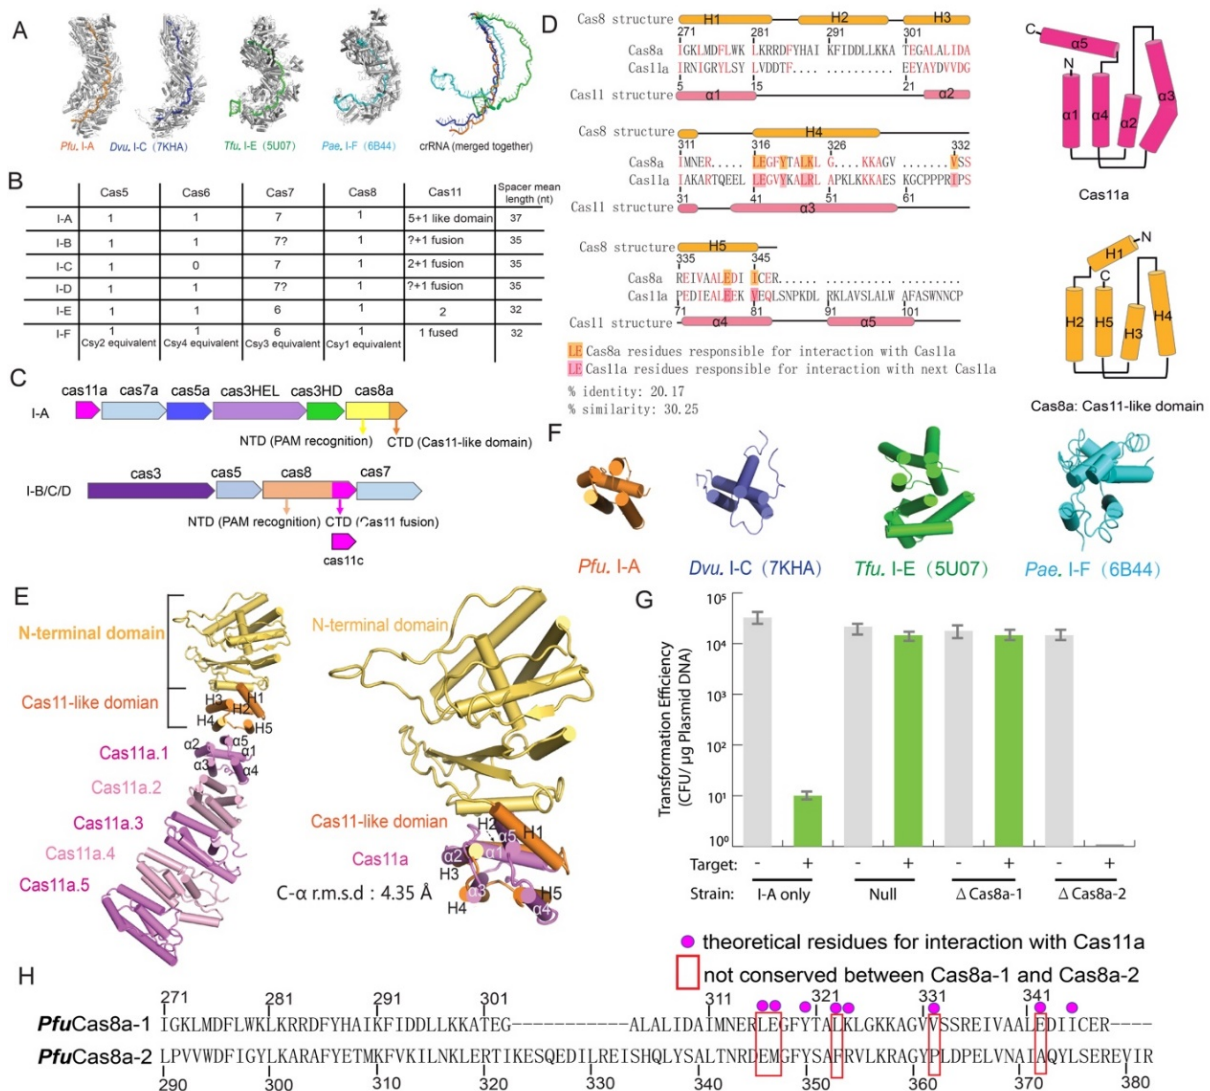 A
Pfu. I-A
Dvu. I-C (7KHA)
Tfu. I-E (5U07)
Pae. I-F (6B44)
crRNA (merged together)
B
Cas5 Cas6 Cas7 Cas8 Cas11 Spacer mean length (nt)
I-A 1 1 7 1 5+1 like domain 37
I-B 1 1 7? 1 ?+1 fusion 35
I-C 1 0 7 1 2+1 fusion 35
I-D 1 1 7? 1 ?+1 fusion 35
I-E 1 1 6 1 2 32
I-F 1 1 6 1 1 fused 32
Csy2 equivalent Csy4 equivalent Csy3 equivalent Csy1 equivalent
C
cas11a cas7a cas5a cas3HEL cas3HD cas8a
I-A
NTD (PAM recognition) CTD (Cas11-like domain)
cas3 cas5 cas8 cas7
I-B/C/D
NTD (PAM recognition) CTD (Cas11 fusion)
cas11c
D
Cas8 structure H1 H2 H3
271 281 291 301
Cas8a IGKLMDFLWK LKRRDFYHAI KFIDDLLKKA TEGALALIDA
Cas11a IRNIGRYLSY LVDDTF.... .......... EEYAYDVVDG
5 15 21
Cas11 structure α1 α2
Cas8 structure H4
311 316 326 332
Cas8a IMNER..... LEGFYTALKL G....KKAGV .......VSS
Cas11a IAKARTQEEL LEGVYKALRL APKLKKKAES KGCPPPRIPS
31 41 51 61
Cas11 structure α3
Cas8 structure H5
335 345
Cas8a REIVAALEDI ICER...... .......... ..........
Cas11a PEDIEALEEK VEQLSNPKDL RKLAVSLALW AFASWNNCP
71 81 91 101
Cas11 structure α4 α5
LE Cas8a residues responsible for interaction with Cas11a
LE Cas11a residues responsible for interaction with next Cas11a
% identity: 20.17
% similarity: 30.25
C α5
N
α1 α4 α2 α3
Cas11a
H1 N
C
H2 H5 H3 H4
Cas8a: Cas11-like domain
E
N-terminal domain
Cas11-like domian
H3 H1
H2
H4 H5
Cas11a.1
α2 α5 α1
α3 α4
Cas11a.2
Cas11a.3
Cas11a.4
Cas11a.5
N-terminal domain
Cas11-like domian
Cas11a
H2 α5 H1
α2 α1
H3
α3 H5
H4 α4
C-α r.m.s.d : 4.35 Å
F
Pfu. I-A
Dvu. I-C (7KHA)
Tfu. I-E (5U07)
Pae. I-F (6B44)
G
Transformation Efficiency
(CFU/ μg Plasmid DNA)
10⁵
10⁴
10³
10²
10¹
10⁰
Target: - + - + - + - +
Strain: I-A only Null ΔCas8a-1 ΔCas8a-2
theoretical residues for interaction with Cas11a
not conserved between Cas8a-1 and Cas8a-2
H
271 281 291 301 311 321 331 341
PfuCas8a-1 IGKLMDFLWKLKRRDFYHAIKFIDDLLKKATEG------------ALALIDAIMNERLEGFYTALKLGKKAGVVSSREIVAALEDIICER----
PfuCas8a-2 LPVVWDFIGYLKARAFYETMKFVKILNKLERTIKESQEDILREISHQLYSALTNRDEMGFYSAFRVLKRAGYPLDPELVNAIAQYLSEREVIR
290 300 310 320 330 340 350 360 370 380